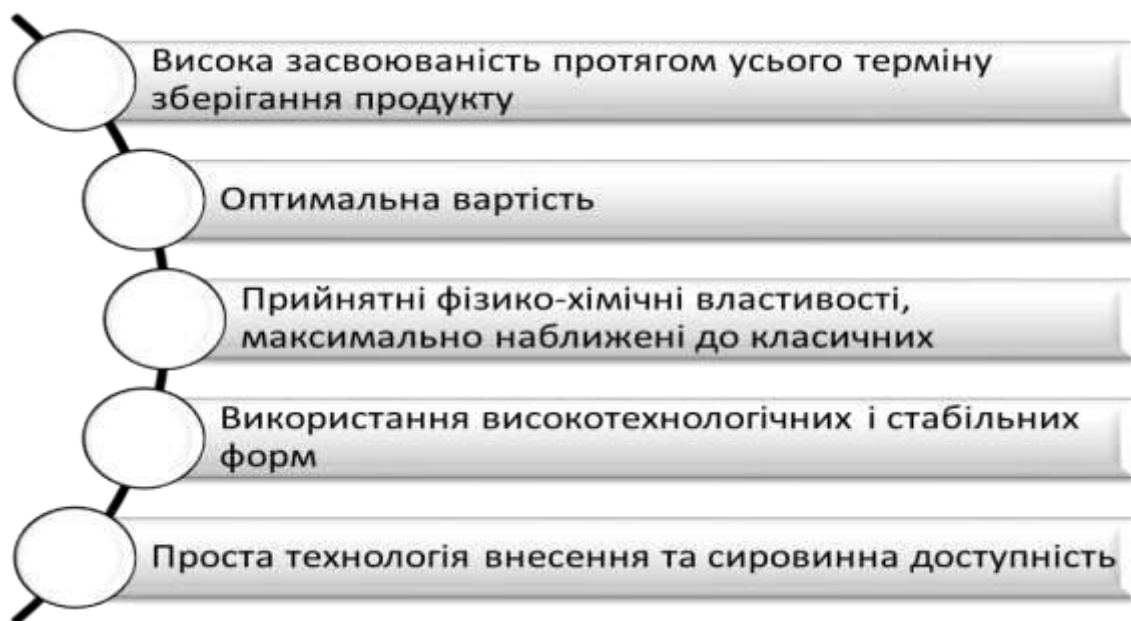 Висока засвоюваність протягом усього терміну
зберігання продукту
Оптимальна вартість
Прийнятні фізико-хімічні властивості,
максимально наближені до класичних
Використання високотехнологічних і стабільних
форм
Проста технологія внесення та сировинна доступність